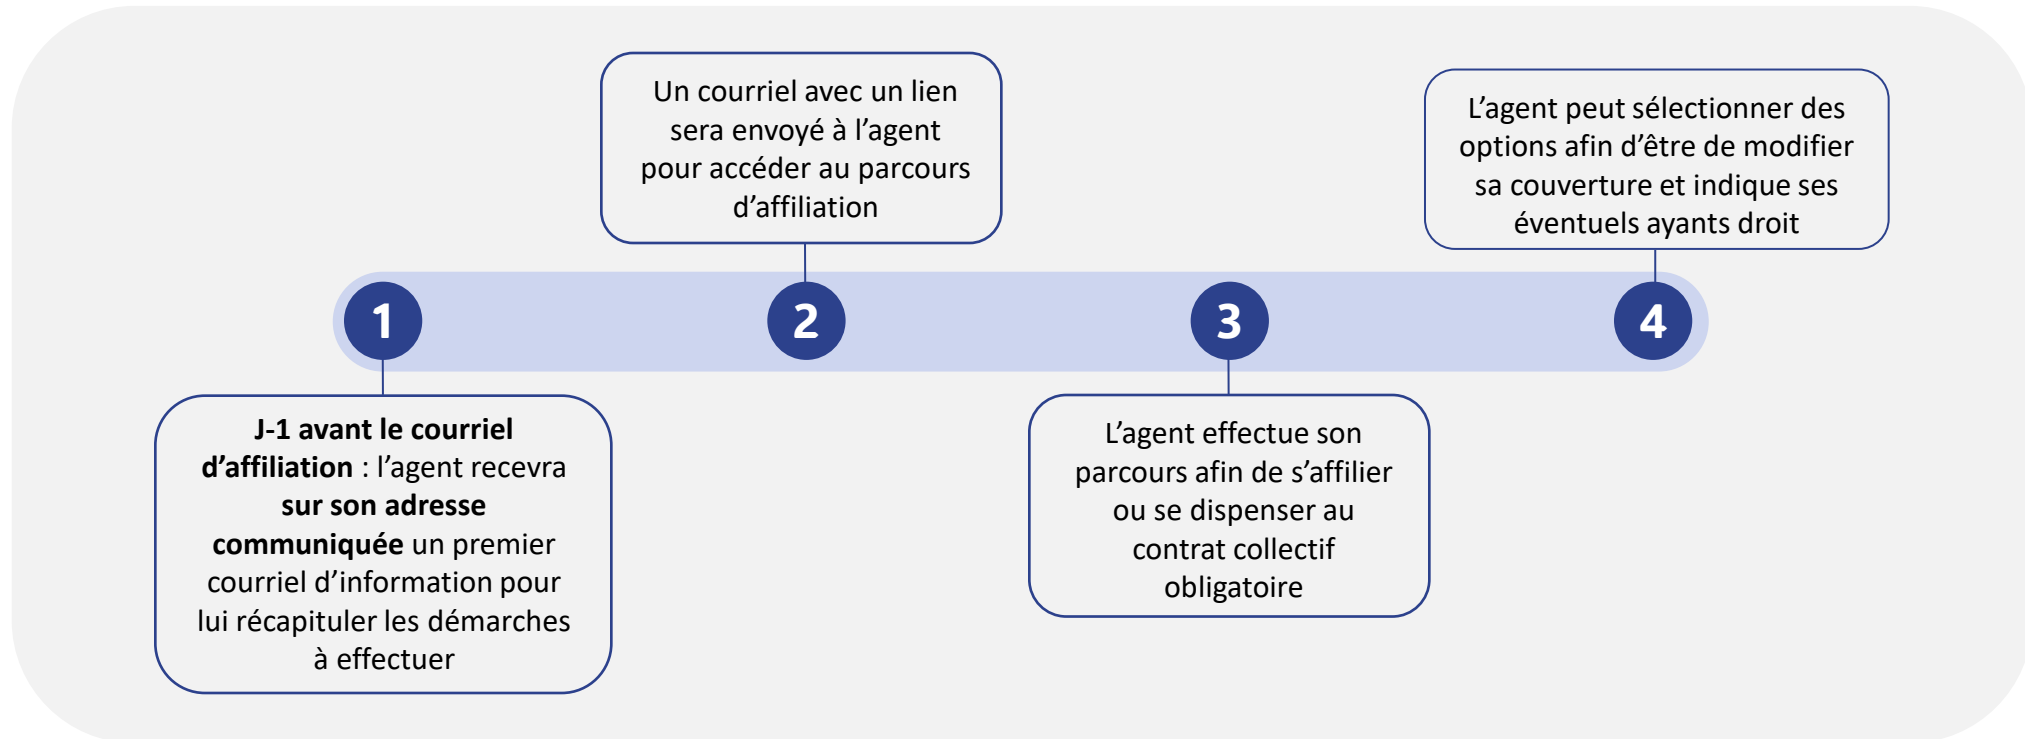 1
J-1 avant le courriel
d’affiliation : l’agent recevra
sur son adresse
communiquée un premier
courriel d’information pour
lui récapituler les démarches
à effectuer
2
Un courriel avec un lien
sera envoyé à l’agent
pour accéder au parcours
d’affiliation
3
L’agent effectue son
parcours afin de s’affilier
ou se dispenser au
contrat collectif
obligatoire
4
L’agent peut sélectionner des
options afin d’être de modifier
sa couverture et indique ses
éventuels ayants droit